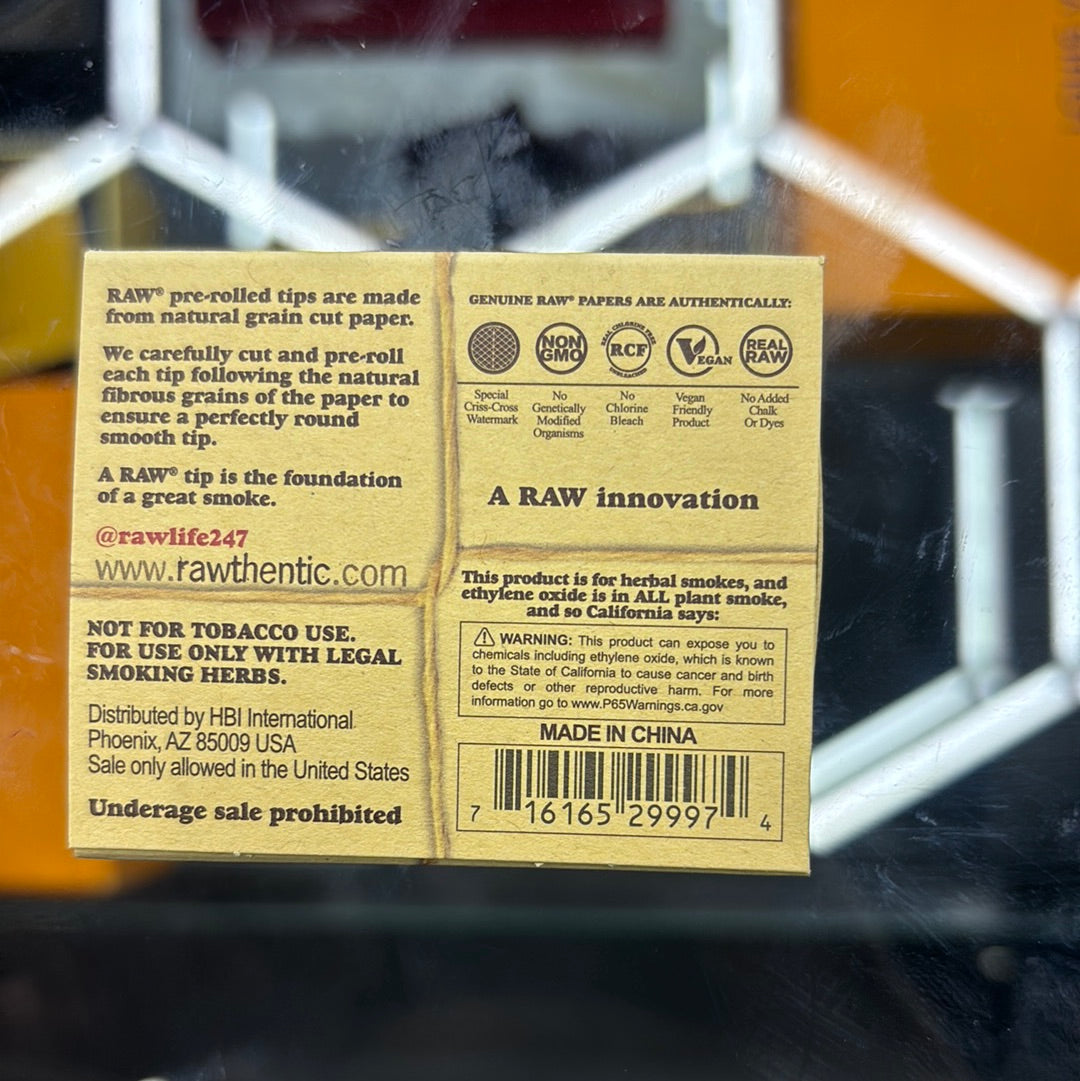 RAW® pre-rolled tips are made
from natural grain cut paper.
We carefully cut and pre-roll
each tip following the natural
fibrous grains of the paper to
ensure a perfectly round
smooth tip.
A RAW® tip is the foundation
of a great smoke.
@rawlife247
www.rawthentic.com
NOT FOR TOBACCO USE.
FOR USE ONLY WITH LEGAL
SMOKING HERBS.
Distributed by HBI International
Phoenix, AZ 85009 USA
Sale only allowed in the United States
Underage sale prohibited
GENUINE RAW® PAPERS ARE AUTHENTICALLY:
NON
GMO
REAL CHLORINE FREE
RCF
UNBLEACHED
VEGAN
REAL
RAW
Special
Criss-Cross
Watermark
No
Genetically
Modified
Organisms
No
Chlorine
Bleach
Vegan
Friendly
Product
No Added
Chalk
Or Dyes
A RAW innovation
This product is for herbal smokes, and
ethylene oxide is in ALL plant smoke,
and so California says:
⚠ WARNING: This product can expose you to
chemicals including ethylene oxide, which is known
to the State of California to cause cancer and birth
defects or other reproductive harm. For more
information go to www.P65Warnings.ca.gov
MADE IN CHINA
7 16165 29997 4